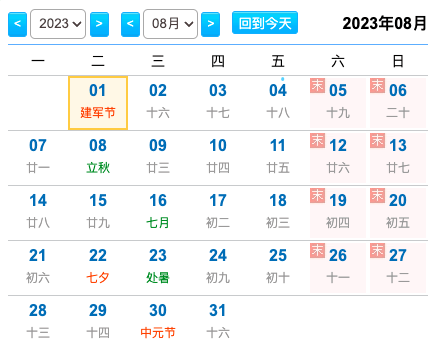 < 2023 > < 08月 > 回到今天 2023年08月
一 二 三 四 五 六 日
01 02 03 04 末 05 末 06
建军节 十六 十七 十八 十九 二十
07 08 09 10 11 末 12 末 13
廿一 立秋 廿三 廿四 廿五 廿六 廿七
14 15 16 17 18 末 19 末 20
廿八 廿九 七月 初二 初三 初四 初五
21 22 23 24 25 末 26 末 27
初六 七夕 处暑 初九 初十 十一 十二
28 29 30 31
十三 十四 中元节 十六